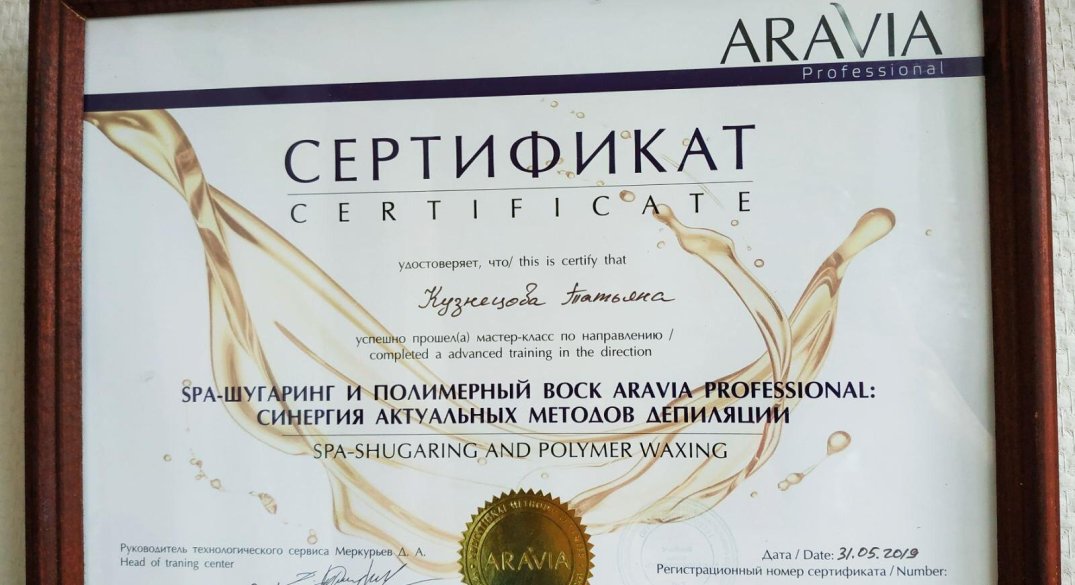 ARAVIA
Professional
СЕРТИФИКАТ
CERTIFICATE
удостоверяет, что/ this is certify that
Кузнецова Татьяна
успешно прошел(а) мастер-класс по направлению /
completed a advanced training in the direction
SPA-ШУГАРИНГ И ПОЛИМЕРНЫЙ ВОСК ARAVIA PROFESSIONAL:
СИНЕРГИЯ АКТУАЛЬНЫХ МЕТОДОВ ДЕПИЛЯЦИИ
SPA-SHUGARING AND POLYMER WAXING
ARAVIA
Руководитель технологического сервиса Меркурьев Д. А.
Head of traning center
Дата / Date: 31.05.2019
Регистрационный номер сертификата / Number: